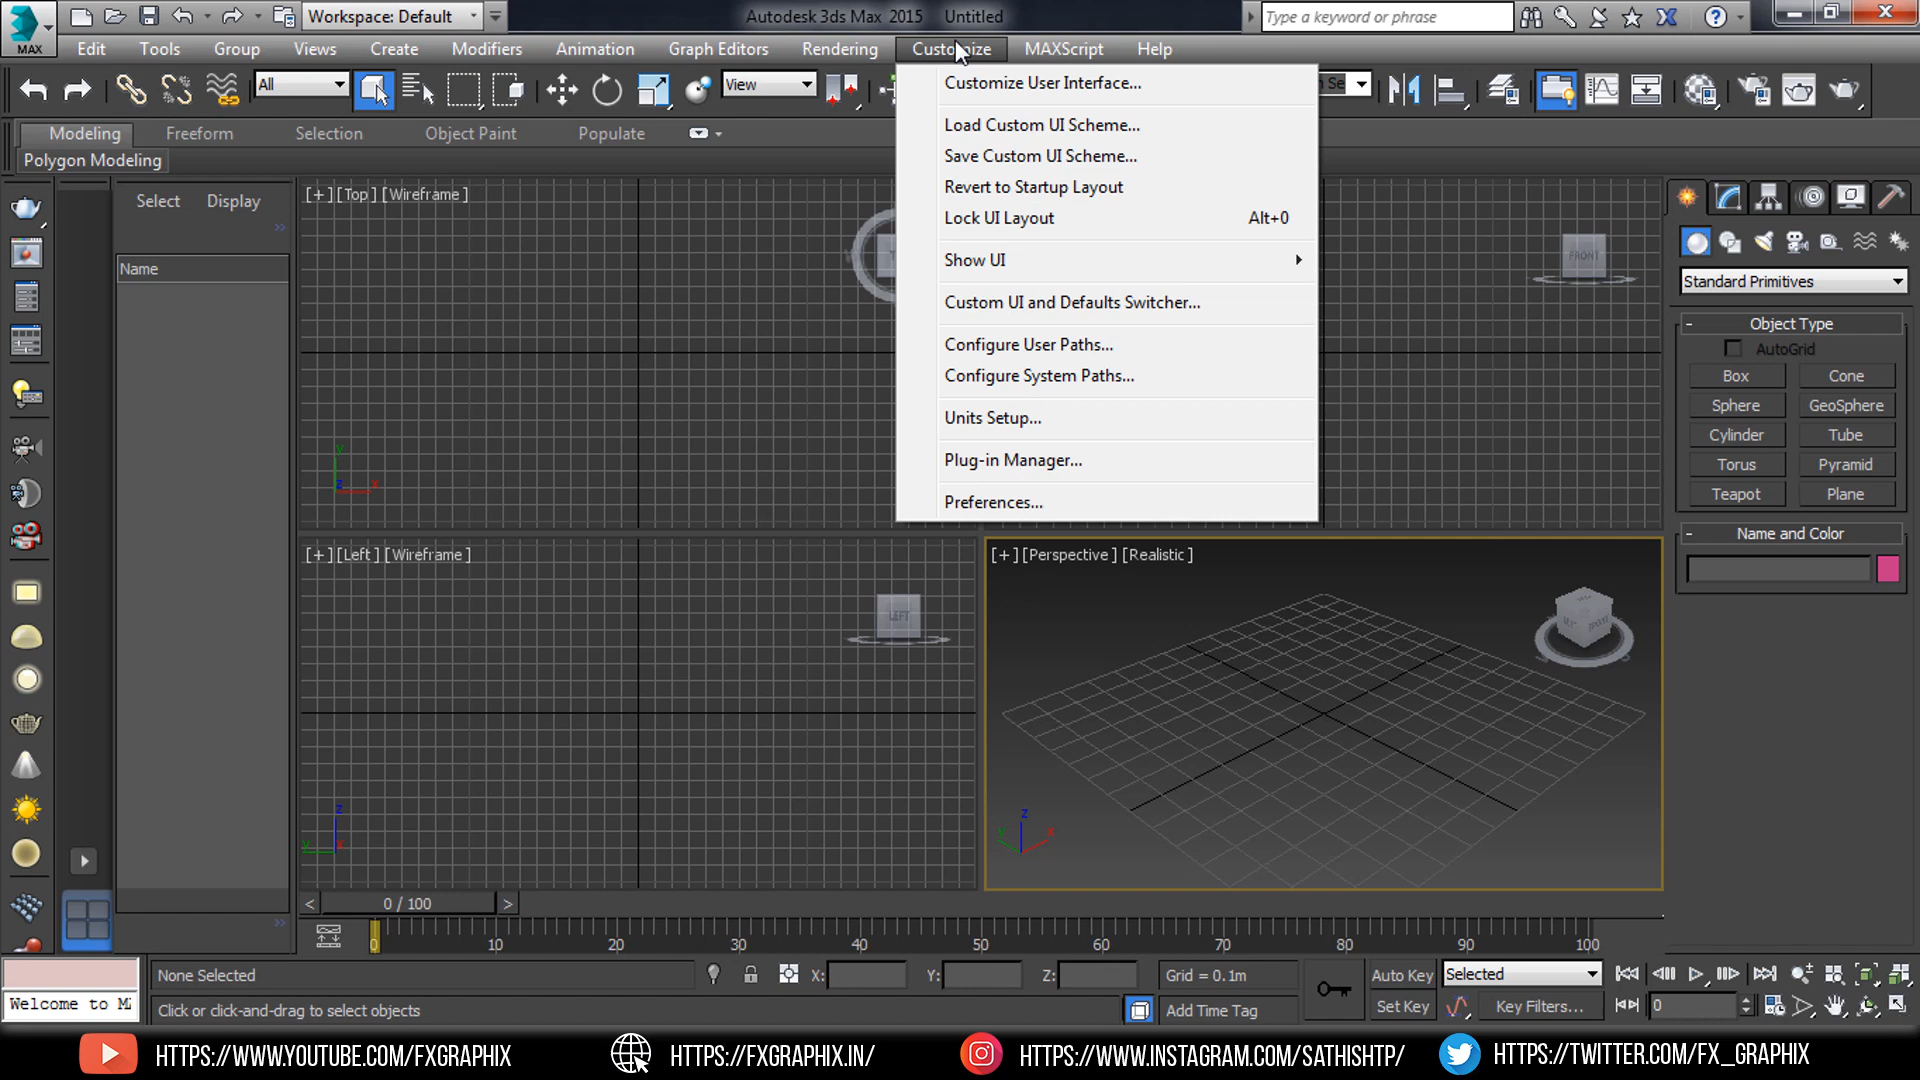 Workspace: Default
Autodesk 3ds Max 2015 Untitled
Type a keyword or phrase
MAX
Edit Tools Group Views Create Modifiers Animation Graph Editors Rendering Customize MAXScript Help
All
View
n Se
Modeling Freeform Selection Object Paint Populate
Polygon Modeling
Customize User Interface...
Load Custom UI Scheme...
Save Custom UI Scheme...
Revert to Startup Layout
Lock UI Layout Alt+0
Show UI
Custom UI and Defaults Switcher...
Configure User Paths...
Configure System Paths...
Units Setup...
Plug-in Manager...
Preferences...
Select Display
Name
[+][Top][Wireframe]
y
z x
[+][Left][Wireframe]
LEFT
z
y x
[+][Perspective][Realistic]
z
y x
FRONT
FRONT
Standard Primitives
- Object Type
AutoGrid
Box Cone
Sphere GeoSphere
Cylinder Tube
Torus Pyramid
Teapot Plane
- Name and Color
< 0 / 100 >
0 10 20 30 40 50 60 70 80 90 100
None Selected
X: Y: Z:
Grid = 0.1m
Auto Key Selected
Welcome to M
Click or click-and-drag to select objects
Add Time Tag
Set Key Key Filters...
0
HTTPS://WWW.YOUTUBE.COM/FXGRAPHIX HTTPS://FXGRAPHIX.IN/ HTTPS://WWW.INSTAGRAM.COM/SATHISHTP/ HTTPS://TWITTER.COM/FX_GRAPHIX